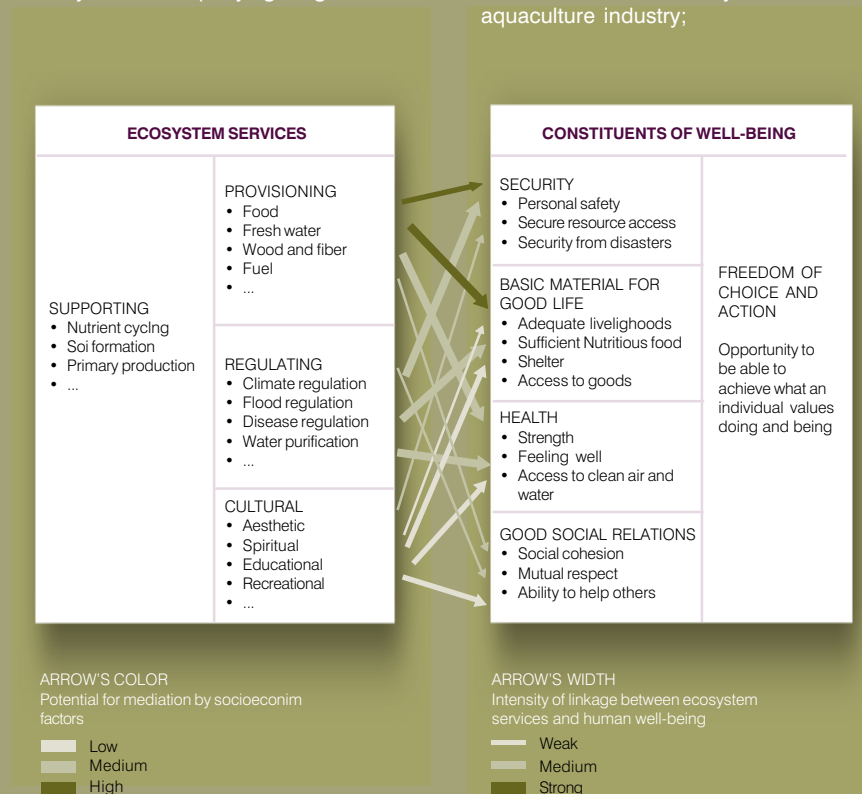 aquaculture industry;
ECOSYSTEM SERVICES
SUPPORTING
• Nutrient cyclng
• Soi formation
• Primary production
• ...
PROVISIONING
• Food
• Fresh water
• Wood and fiber
• Fuel
• ...
REGULATING
• Climate regulation
• Flood regulation
• Disease regulation
• Water purification
• ...
CULTURAL
• Aesthetic
• Spiritual
• Educational
• Recreational
• ...
CONSTITUENTS OF WELL-BEING
SECURITY
• Personal safety
• Secure resource access
• Security from disasters
BASIC MATERIAL FOR
GOOD LIFE
• Adequate livelighoods
• Sufficient Nutritious food
• Shelter
• Access to goods
HEALTH
• Strength
• Feeling well
• Access to clean air and
water
GOOD SOCIAL RELATIONS
• Social cohesion
• Mutual respect
• Ability to help others
FREEDOM OF
CHOICE AND
ACTION
Opportunity to
be able to
achieve what an
individual values
doing and being
ARROW'S COLOR
Potential for mediation by socioeconim
factors
Low
Medium
High
ARROW'S WIDTH
Intensity of linkage between ecosystem
services and human well-being
Weak
Medium
Strong